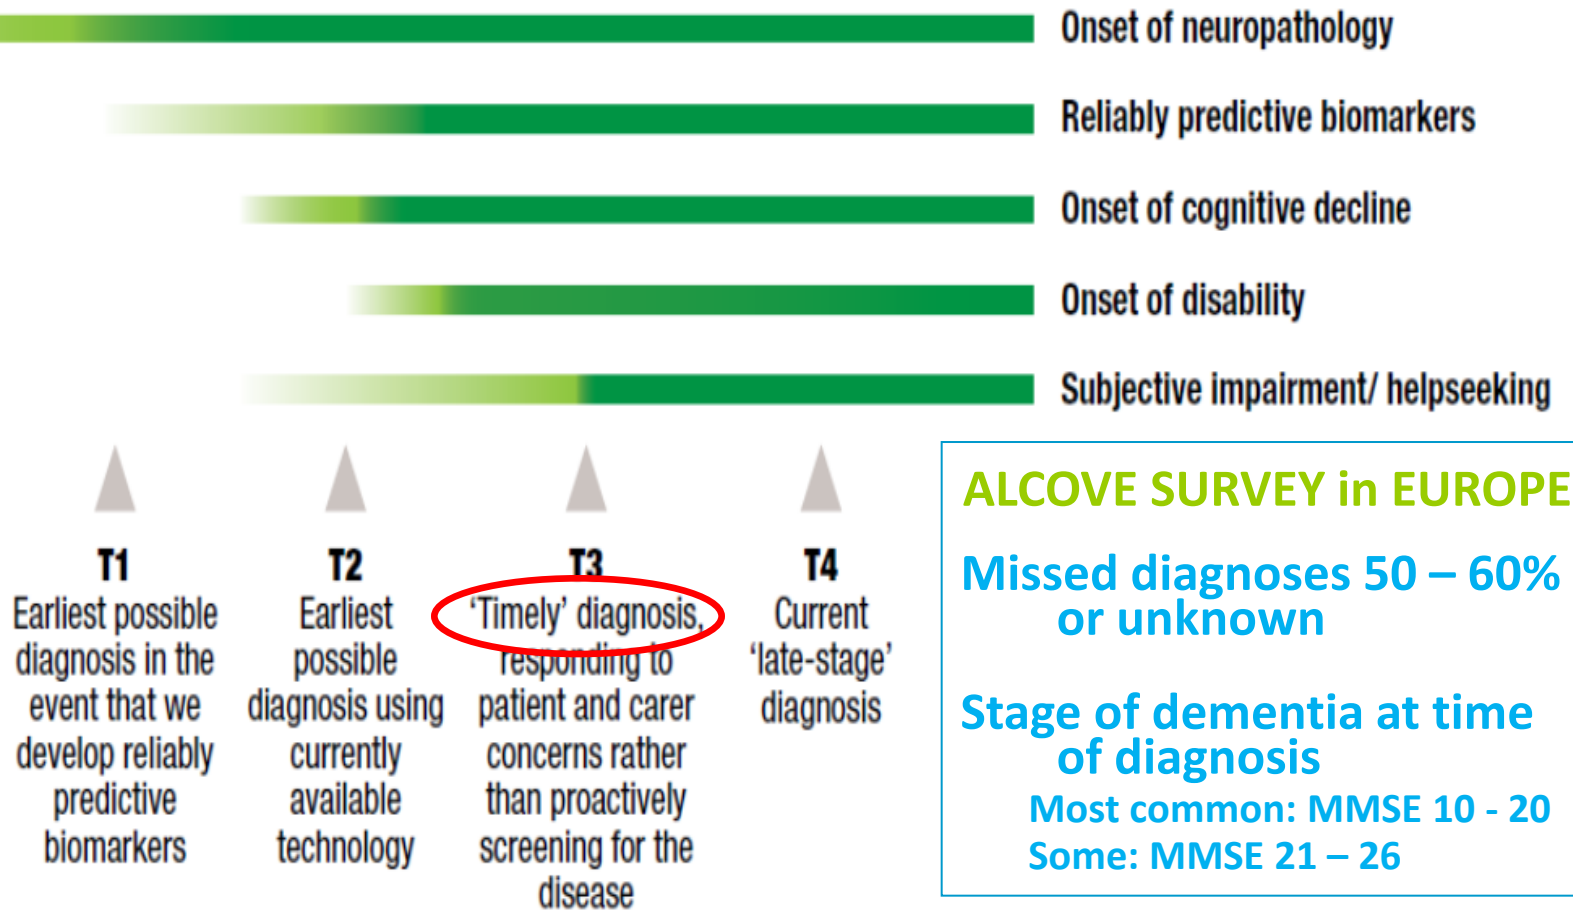 Onset of neuropathology
Reliably predictive biomarkers
Onset of cognitive decline
Onset of disability
Subjective impairment/ helpseeking
T1
Earliest possible
diagnosis in the
event that we
develop reliably
predictive
biomarkers
T2
Earliest
possible
diagnosis using
currently
available
technology
T3
‘Timely’ diagnosis,
responding to
patient and carer
concerns rather
than proactively
screening for the
disease
T4
Current
‘late-stage’
diagnosis
ALCOVE SURVEY in EUROPE
Missed diagnoses 50 – 60%
or unknown
Stage of dementia at time
of diagnosis
Most common: MMSE 10 - 20
Some: MMSE 21 – 26